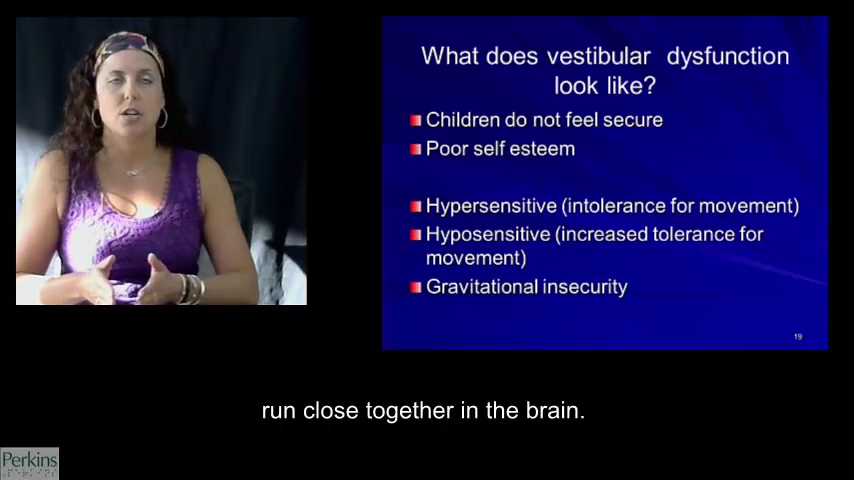 What does vestibular dysfunction
look like?
Children do not feel secure
Poor self esteem
Hypersensitive (intolerance for movement)
Hyposensitive (increased tolerance for
movement)
Gravitational insecurity
19
run close together in the brain.
Perkins